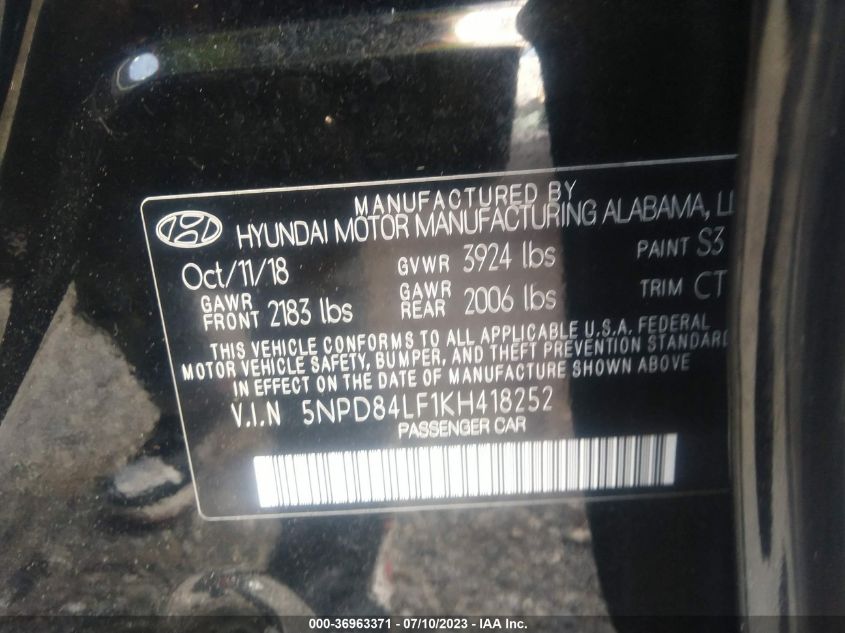 MANUFACTURED BY
HYUNDAI MOTOR MANUFACTURING ALABAMA,
Oct/11/18 GVWR 3924 lbs PAINT S3
GAWR FRONT 2183 lbs GAWR REAR 2006 lbs TRIM CT
THIS VEHICLE CONFORMS TO ALL APPLICABLE U.S.A. FEDERAL
MOTOR VEHICLE SAFETY, BUMPER, AND THEFT PREVENTION STANDARD
IN EFFECT ON THE DATE OF MANUFACTURE SHOWN ABOVE
V.I.N 5NPD84LF1KH418252
PASSENGER CAR
000-36963371 - 07/10/2023 - IAA Inc.